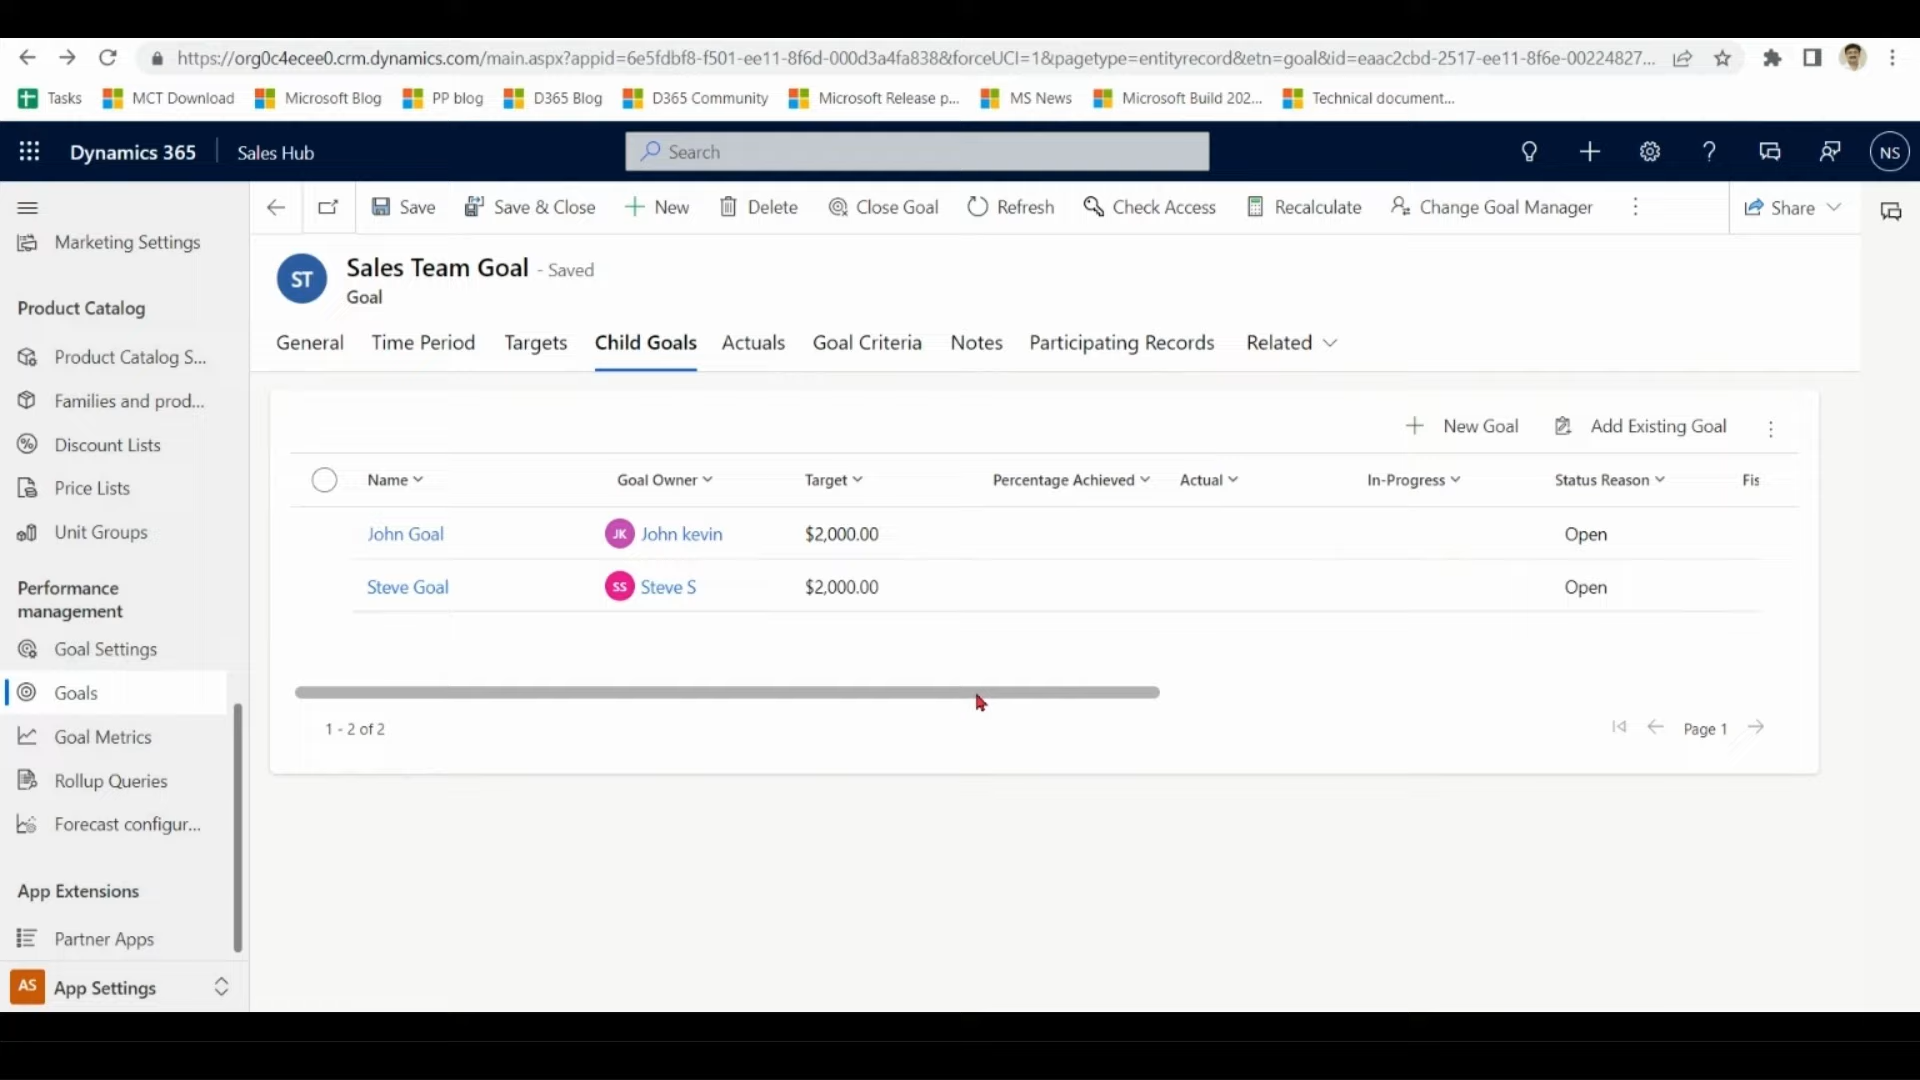 https://org0c4ecee0.crm.dynamics.com/main.aspx?appid=6e5fdbf8-f501-ee11-8f6d-000d3a4fa838&forceUCI=1&pagetype=entityrecord&etn=goal&id=eaac2cbd-2517-ee11-8f6e-00224827...
Tasks MCT Download Microsoft Blog PP blog D365 Blog D365 Community Microsoft Release p... MS News Microsoft Build 202... Technical document...
Dynamics 365 Sales Hub Search NS
Save Save & Close New Delete Close Goal Refresh Check Access Recalculate Change Goal Manager Share
Marketing Settings
Product Catalog
Product Catalog S...
Families and prod...
Discount Lists
Price Lists
Unit Groups
Performance
management
Goal Settings
Goals
Goal Metrics
Rollup Queries
Forecast configur...
App Extensions
Partner Apps
AS App Settings
ST
Sales Team Goal - Saved
Goal
General Time Period Targets Child Goals Actuals Goal Criteria Notes Participating Records Related
New Goal Add Existing Goal
Name Goal Owner Target Percentage Achieved Actual In-Progress Status Reason Fis
John Goal JK John kevin $2,000.00 Open
Steve Goal SS Steve S $2,000.00 Open
1 - 2 of 2 Page 1